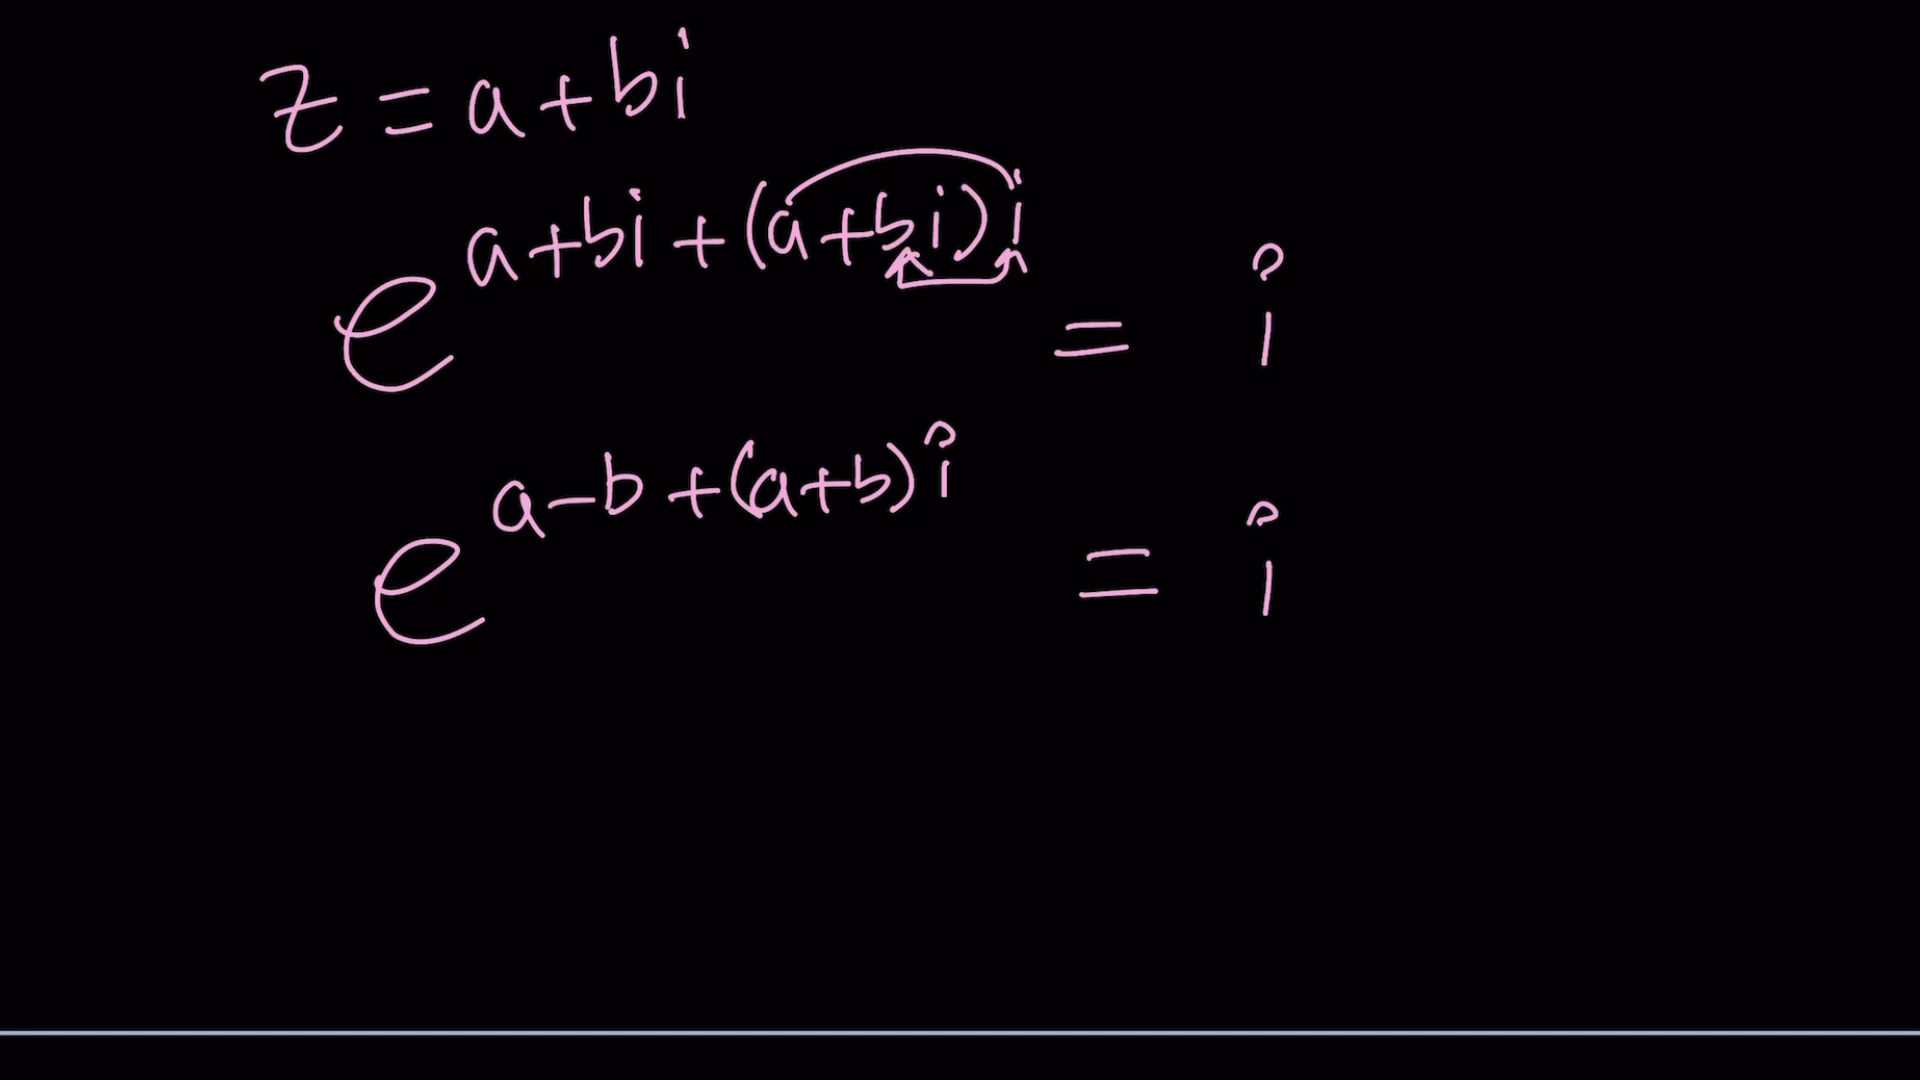 z = a + bi
e^{a + bi + (a + bi)i} = i
e^{a - b + (a + b)i} = i